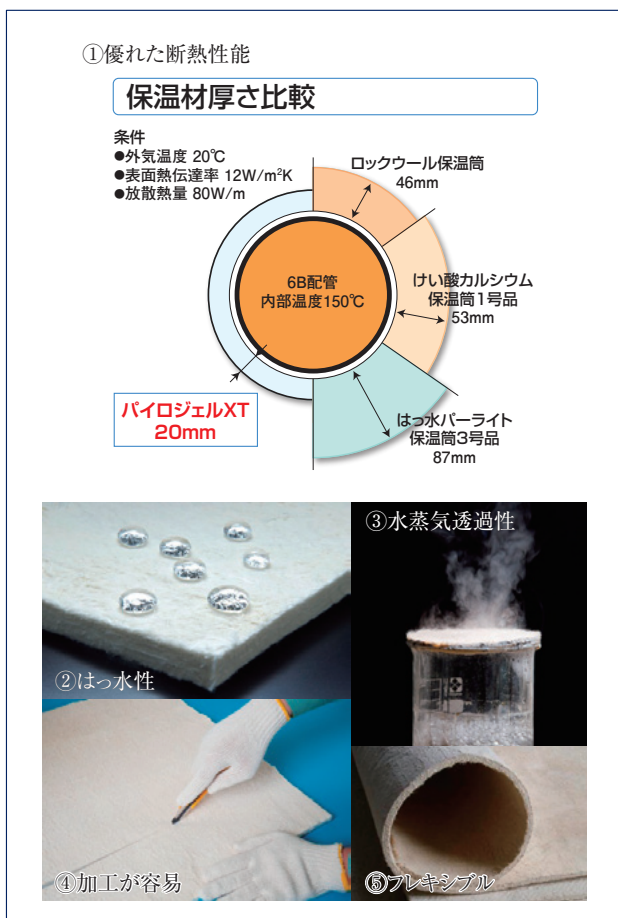 ①優れた断熱性能
保温材厚さ比較
条件
●外気温度 20℃
●表面熱伝達率 12W/m²K
●放散熱量 80W/m
ロックウール保温筒
46mm
6B配管
内部温度150℃
けい酸カルシウム
保温筒1号品
53mm
パイロジェルXT
20mm
はっ水パーライト
保温筒3号品
87mm
③水蒸気透過性
②はっ水性
④加工が容易
⑤フレキシブル